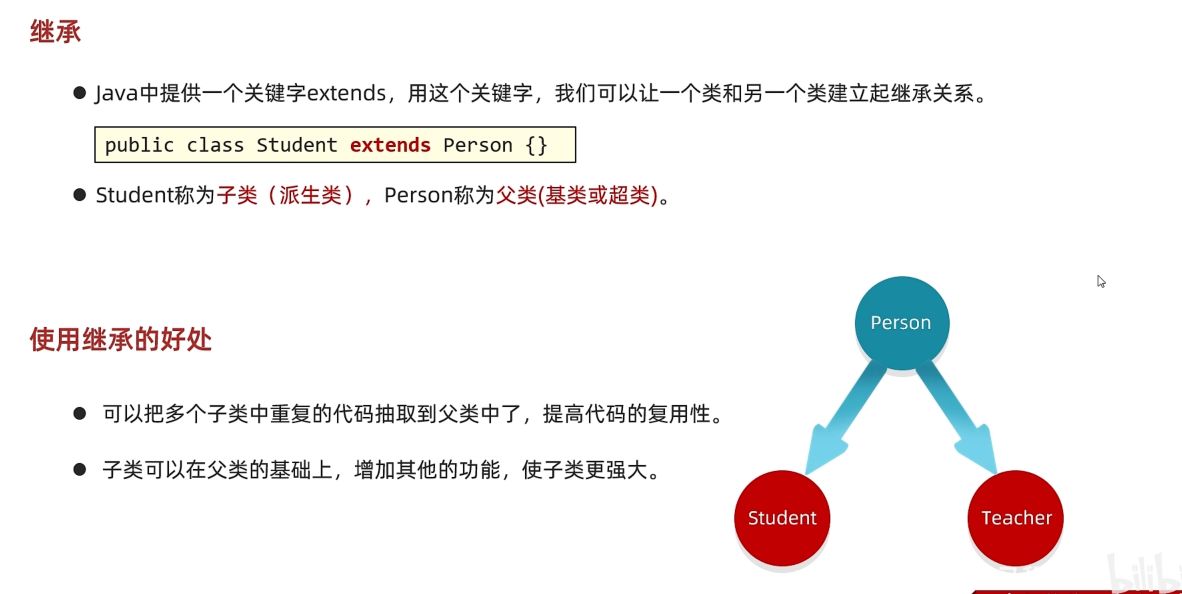 继承
● Java中提供一个关键字extends，用这个关键字，我们可以让一个类和另一个类建立起继承关系。
public class Student extends Person {}
● Student称为子类（派生类），Person称为父类(基类或超类)。
使用继承的好处
● 可以把多个子类中重复的代码抽取到父类中了，提高代码的复用性。
● 子类可以在父类的基础上，增加其他的功能，使子类更强大。
Person
Student
Teacher